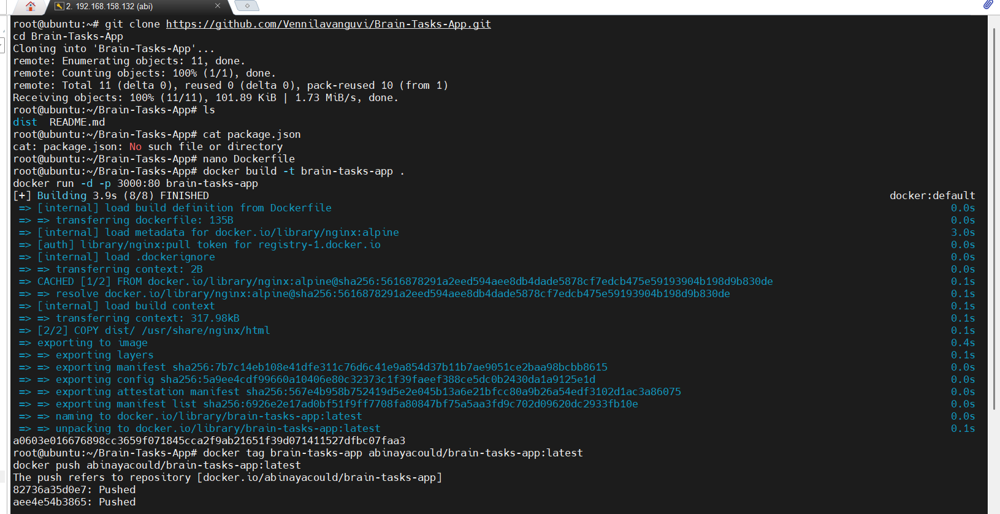 2. 192.168.158.132 (abi)
root@ubuntu:~# git clone https://github.com/Vennilavanguvi/Brain-Tasks-App.git
cd Brain-Tasks-App
Cloning into 'Brain-Tasks-App'...
remote: Enumerating objects: 11, done.
remote: Counting objects: 100% (1/1), done.
remote: Total 11 (delta 0), reused 0 (delta 0), pack-reused 10 (from 1)
Receiving objects: 100% (11/11), 101.89 KiB | 1.73 MiB/s, done.
root@ubuntu:~/Brain-Tasks-App# ls
dist  README.md
root@ubuntu:~/Brain-Tasks-App# cat package.json
cat: package.json: No such file or directory
root@ubuntu:~/Brain-Tasks-App# nano Dockerfile
root@ubuntu:~/Brain-Tasks-App# docker build -t brain-tasks-app .
docker run -d -p 3000:80 brain-tasks-app
[+] Building 3.9s (8/8) FINISHED docker:default
=> [internal] load build definition from Dockerfile 0.0s
=> => transferring dockerfile: 135B 0.0s
=> [internal] load metadata for docker.io/library/nginx:alpine 3.0s
=> [auth] library/nginx:pull token for registry-1.docker.io 0.0s
=> [internal] load .dockerignore 0.0s
=> => transferring context: 2B 0.0s
=> CACHED [1/2] FROM docker.io/library/nginx:alpine@sha256:5616878291a2eed594aee8db4dade5878cf7edcb475e59193904b198d9b830de 0.1s
=> => resolve docker.io/library/nginx:alpine@sha256:5616878291a2eed594aee8db4dade5878cf7edcb475e59193904b198d9b830de 0.1s
=> [internal] load build context 0.1s
=> => transferring context: 317.98kB 0.1s
=> [2/2] COPY dist/ /usr/share/nginx/html 0.1s
=> exporting to image 0.4s
=> => exporting layers 0.1s
=> => exporting manifest sha256:7b7c14eb108e41dfe311c76d6c41e9a854d37b11b7ae9051ce2baa98bcbb8615 0.0s
=> => exporting config sha256:5a9ee4cdf99660a10406e80c32373c1f39faeef388ce5dc0b2430da1a9125e1d 0.0s
=> => exporting attestation manifest sha256:567e4b958b752419d5e2e045b13a6e21bfcc80a9b26a54edf3102d1ac3a86075 0.0s
=> => exporting manifest list sha256:6926e2e17ad0bf51f9ff7708fa80847bf75a5aa3fd9c702d09620dc2933fb10e 0.0s
=> => naming to docker.io/library/brain-tasks-app:latest 0.0s
=> => unpacking to docker.io/library/brain-tasks-app:latest 0.1s
a0603e016676898cc3659f071845cca2f9ab21651f39d071411527dfbc07faa3
root@ubuntu:~/Brain-Tasks-App# docker tag brain-tasks-app abinayacould/brain-tasks-app:latest
docker push abinayacould/brain-tasks-app:latest
The push refers to repository [docker.io/abinayacould/brain-tasks-app]
82736a35d0e7: Pushed
aee4e54b3865: Pushed